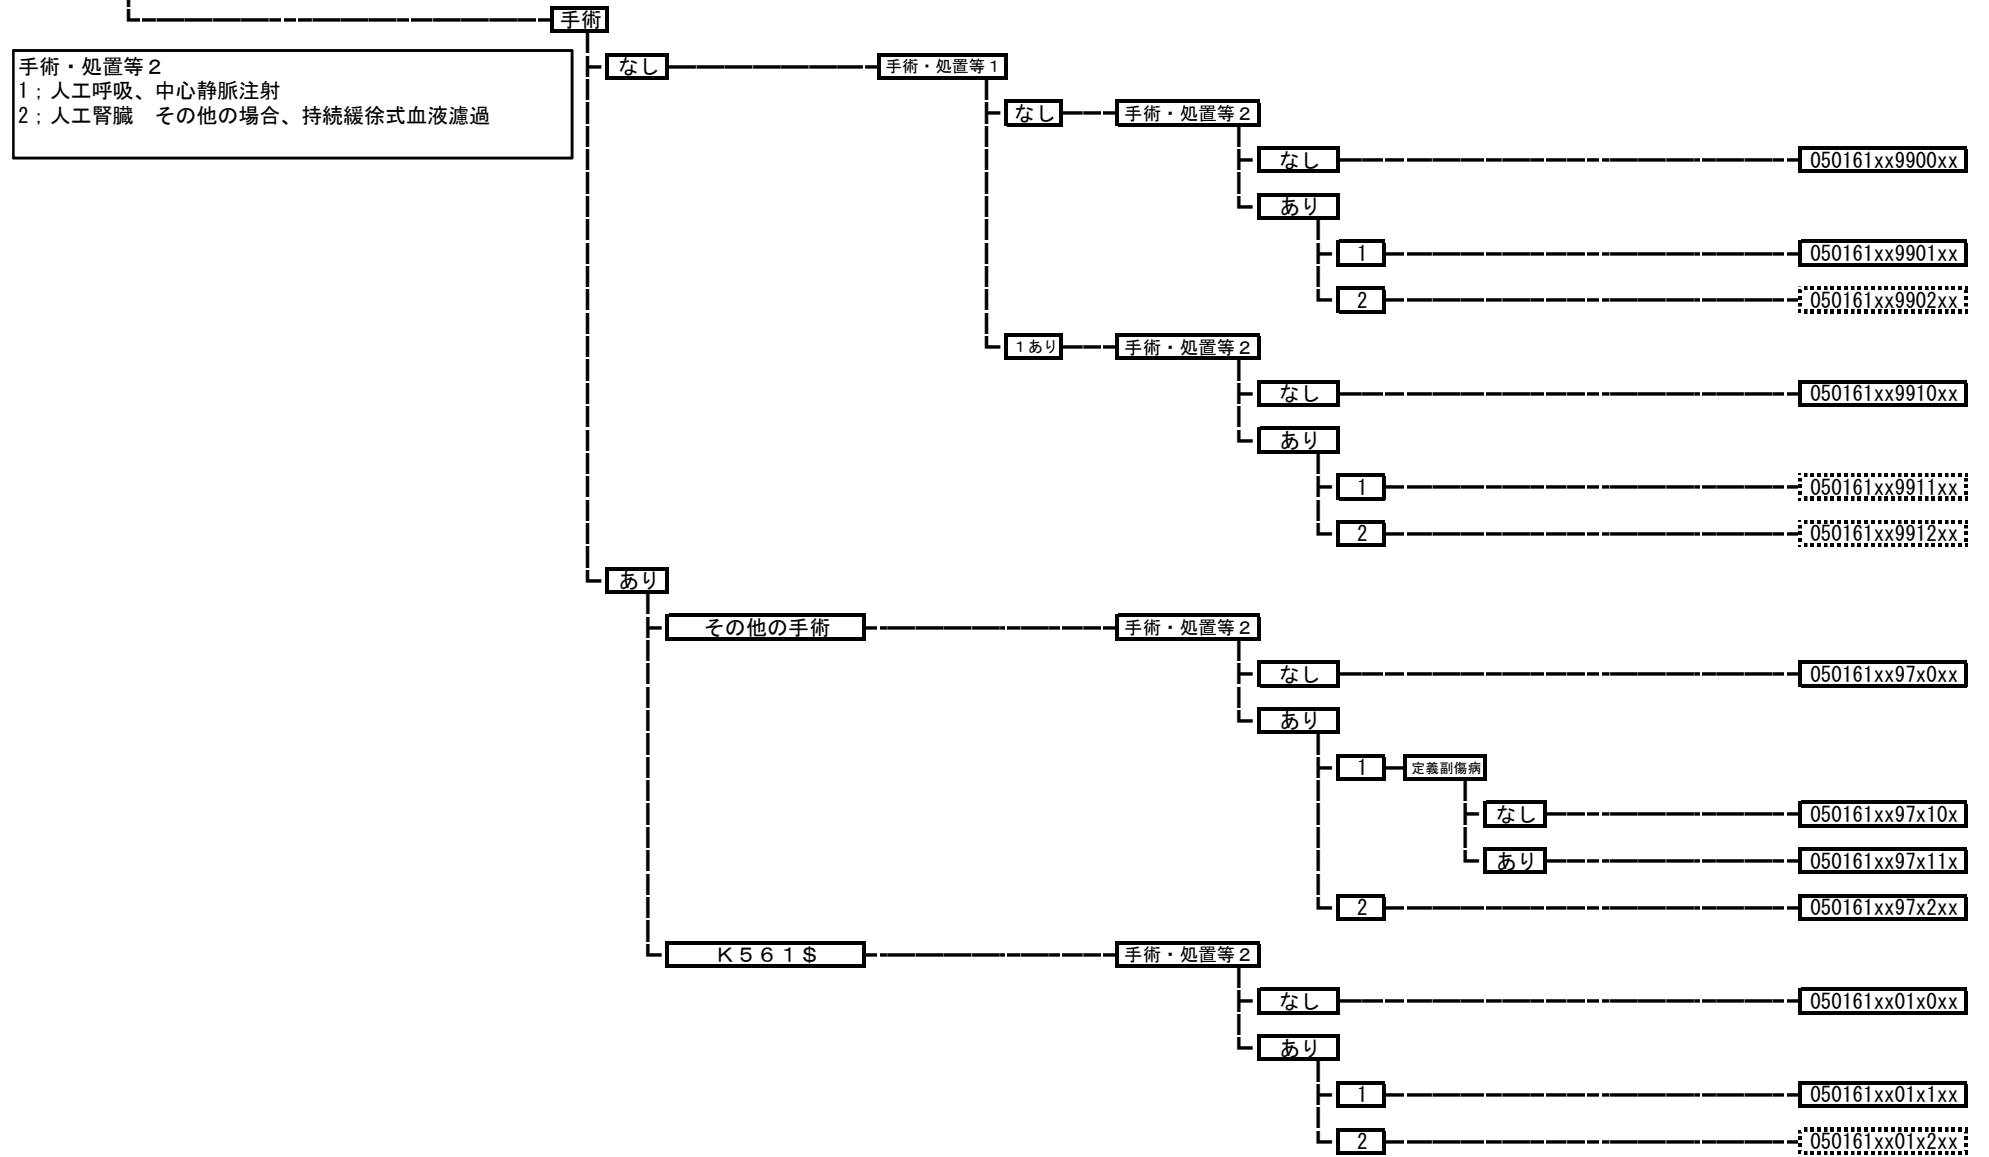 手術
手術・処置等２
1；人工呼吸、中心静脈注射
2；人工腎臓　その他の場合、持続緩徐式血液濾過
なし
手術・処置等１
なし
手術・処置等２
なし
050161xx9900xx
あり
1
050161xx9901xx
2
050161xx9902xx
１あり
手術・処置等２
なし
050161xx9910xx
あり
1
050161xx9911xx
2
050161xx9912xx
あり
その他の手術
手術・処置等２
なし
050161xx97x0xx
あり
1
定義副傷病
なし
050161xx97x10x
あり
050161xx97x11x
2
050161xx97x2xx
Ｋ５６１＄
手術・処置等２
なし
050161xx01x0xx
あり
1
050161xx01x1xx
2
050161xx01x2xx